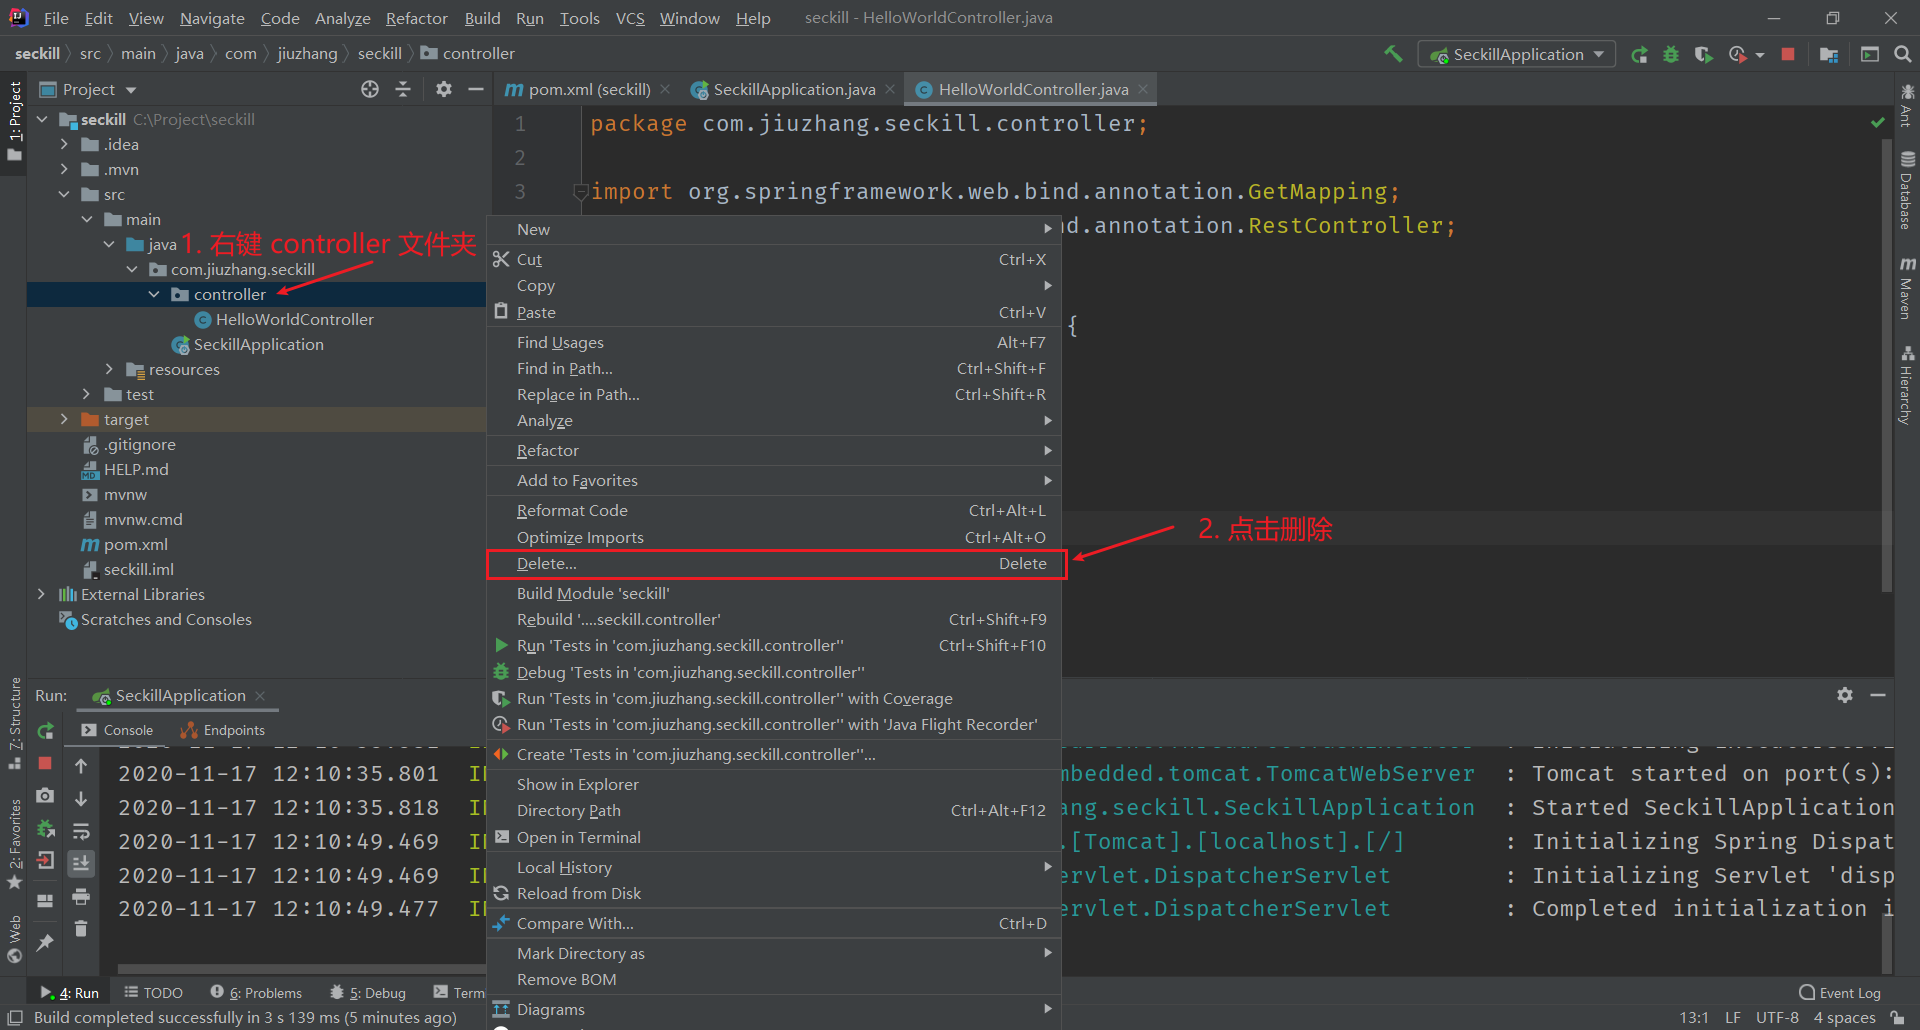 File Edit View Navigate Code Analyze Refactor Build Run Tools VCS Window Help seckill - HelloWorldController.java
seckill src main java com jiuzhang seckill controller SeckillApplication
1: Project
Project
pom.xml (seckill) SeckillApplication.java HelloWorldController.java
seckill C:\Project\seckill
.idea
.mvn
src
main
java
1. 右键 controller 文件夹
com.jiuzhang.seckill
controller
HelloWorldController
SeckillApplication
resources
test
target
.gitignore
HELP.md
mvnw
mvnw.cmd
pom.xml
seckill.iml
External Libraries
Scratches and Consoles
1 package com.jiuzhang.seckill.controller;
2
3 import org.springframework.web.bind.annotation.GetMapping;
d.annotation.RestController;
{
New
Cut Ctrl+X
Copy
Paste Ctrl+V
Find Usages Alt+F7
Find in Path... Ctrl+Shift+F
Replace in Path... Ctrl+Shift+R
Analyze
Refactor
Add to Favorites
Reformat Code Ctrl+Alt+L
Optimize Imports Ctrl+Alt+O
Delete... Delete
2. 点击删除
Build Module 'seckill'
Rebuild '....seckill.controller' Ctrl+Shift+F9
Run 'Tests in 'com.jiuzhang.seckill.controller'' Ctrl+Shift+F10
Debug 'Tests in 'com.jiuzhang.seckill.controller''
Run 'Tests in 'com.jiuzhang.seckill.controller'' with Coverage
Run 'Tests in 'com.jiuzhang.seckill.controller'' with 'Java Flight Recorder'
Create 'Tests in 'com.jiuzhang.seckill.controller''...
Show in Explorer
Directory Path Ctrl+Alt+F12
Open in Terminal
Local History
Reload from Disk
Compare With... Ctrl+D
Mark Directory as
Remove BOM
Diagrams
Ant
Database
Maven
Hierarchy
7: Structure
2: Favorites
Web
Run: SeckillApplication
Console Endpoints
2020-11-17 12:10:35.801 mbedded.tomcat.TomcatWebServer : Tomcat started on port(s):
2020-11-17 12:10:35.818 ng.seckill.SeckillApplication : Started SeckillApplication
2020-11-17 12:10:49.469 .[Tomcat].[localhost].[/] : Initializing Spring Dispat
2020-11-17 12:10:49.469 ervlet.DispatcherServlet : Initializing Servlet 'disp
2020-11-17 12:10:49.477 ervlet.DispatcherServlet : Completed initialization i
4: Run TODO 6: Problems 5: Debug Term Event Log
Build completed successfully in 3 s 139 ms (5 minutes ago) 13:1 LF UTF-8 4 spaces